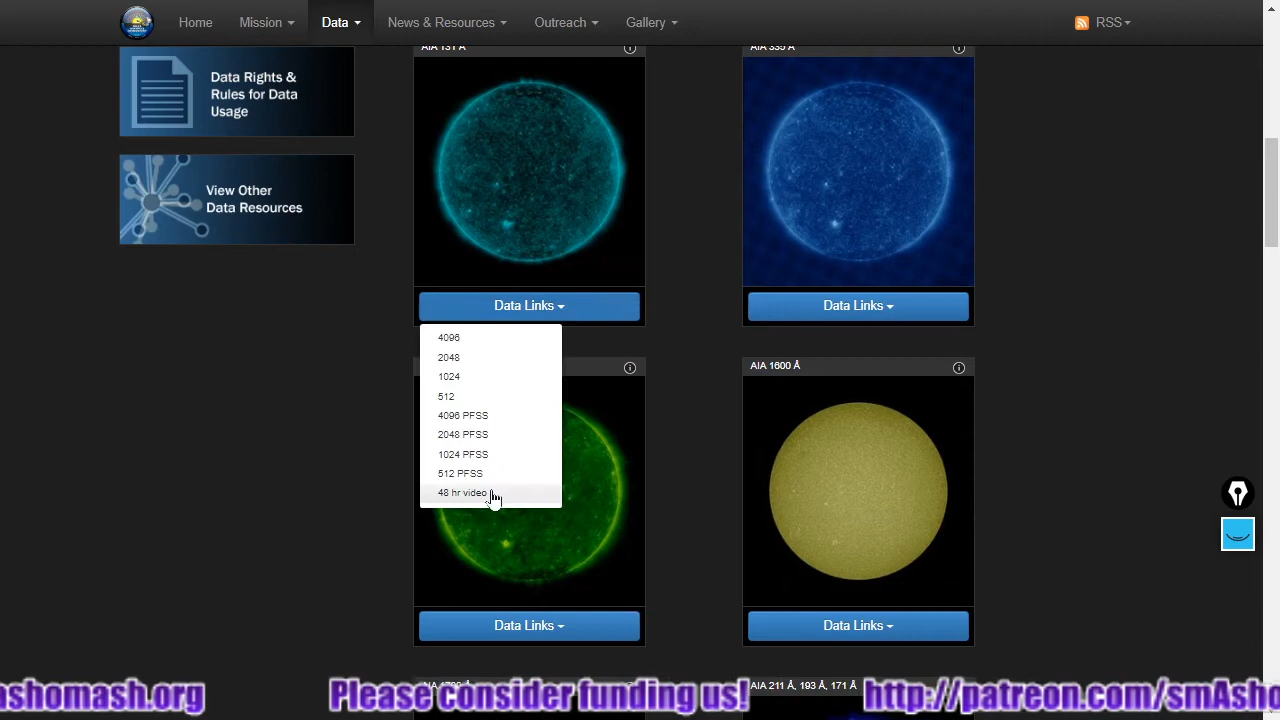 Home Mission Data News & Resources Outreach Gallery RSS
Data Rights &
Rules for Data
Usage
View Other
Data Resources
AIA 131 Å
AIA 335 Å
Data Links
Data Links
4096
2048
1024
512
4096 PFSS
2048 PFSS
1024 PFSS
512 PFSS
48 hr video
AIA 1600 Å
Data Links
Data Links
AIA 211 Å, 193 Å, 171 Å
ashomash.org Please consider funding us! http://patreon.com/smAsho